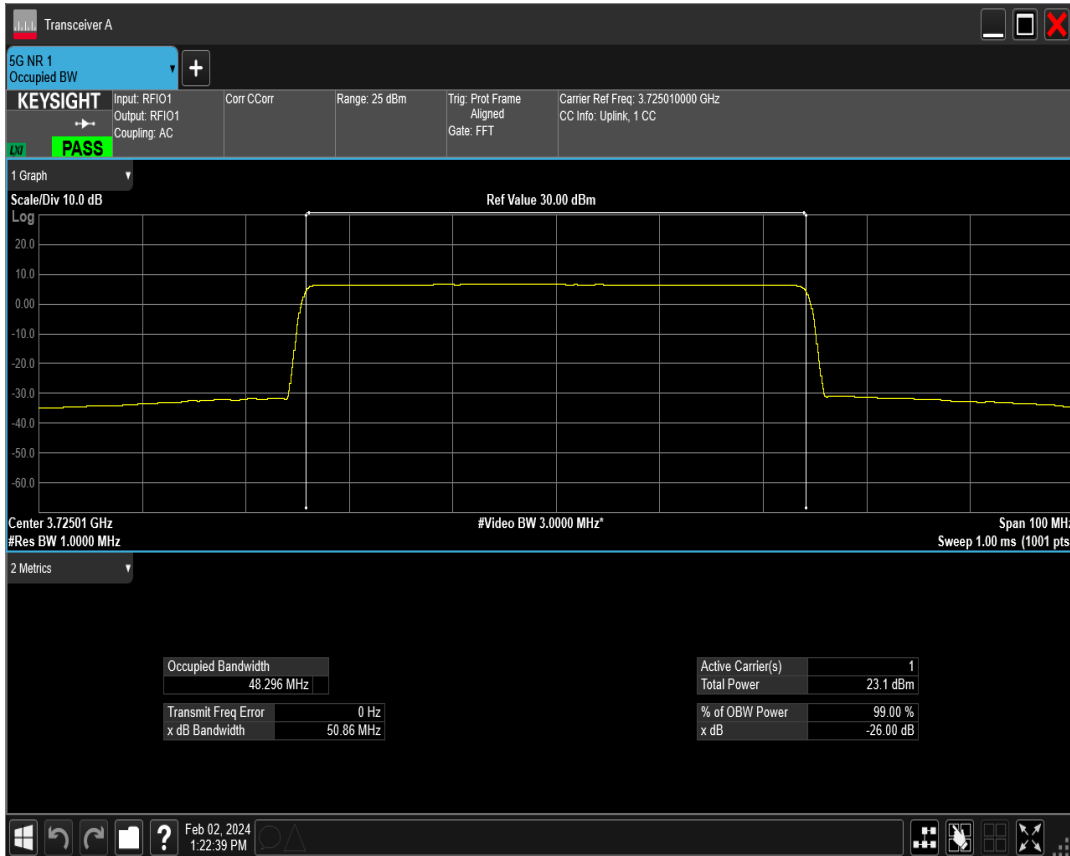 Transceiver A
5G NR 1
Occupied BW
KEYSIGHT
LXI
PASS
Input: RFIO1
Output: RFIO1
Coupling: AC
Corr CCorr
Range: 25 dBm
Trig: Prot Frame
Aligned
Gate: FFT
Carrier Ref Freq: 3.725010000 GHz
CC Info: Uplink, 1 CC
1 Graph
Scale/Div 10.0 dB
Ref Value 30.00 dBm
Log
20.0
10.0
0.00
-10.0
-20.0
-30.0
-40.0
-50.0
-60.0
Center 3.72501 GHz
#Video BW 3.0000 MHz*
Span 100 MHz
#Res BW 1.0000 MHz
Sweep 1.00 ms (1001 pts
2 Metrics
Occupied Bandwidth
48.296 MHz
Transmit Freq Error 0 Hz
x dB Bandwidth 50.86 MHz
Active Carrier(s) 1
Total Power 23.1 dBm
% of OBW Power 99.00 %
x dB -26.00 dB
?
Feb 02, 2024
1:22:39 PM